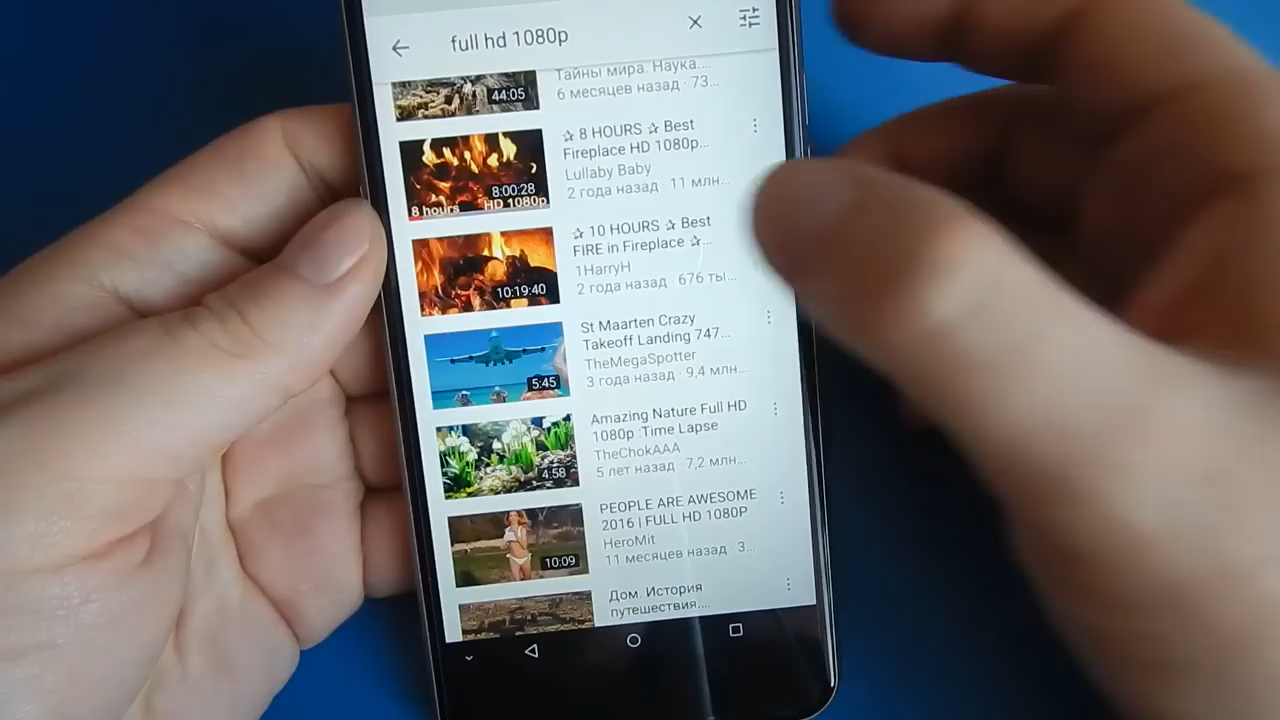 full hd 1080p
Тайны мира. Наука....
6 месяцев назад · 73...
44:05
✰ 8 HOURS ✰ Best
Fireplace HD 1080p...
Lullaby Baby
2 года назад · 11 млн...
8:00:28
8 hours HD 1080p
✰ 10 HOURS ✰ Best
FIRE in Fireplace ✰...
1HarryH
2 года назад · 676 ты...
10:19:40
St Maarten Crazy
Takeoff Landing 747...
TheMegaSpotter
3 года назад · 9,4 млн...
5:45
Amazing Nature Full HD
1080p :Time Lapse
TheChokAAA
5 лет назад · 7,2 млн...
4:58
PEOPLE ARE AWESOME
2016 | FULL HD 1080P
HeroMit
11 месяцев назад · 3...
10:09
Дом. История
путешествия....